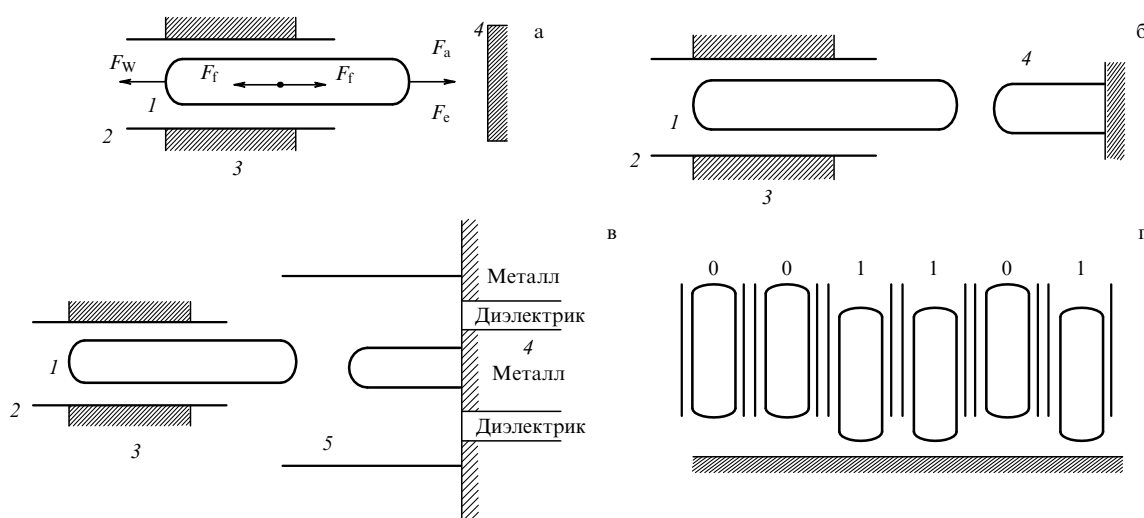 а
4
F_W
F_f
F_f
F_a
F_e
1
2
3
б
4
1
2
3
в
Металл
Диэлектрик
4
Металл
Диэлектрик
1
2
3
5
г
0 0 1 1 0 1